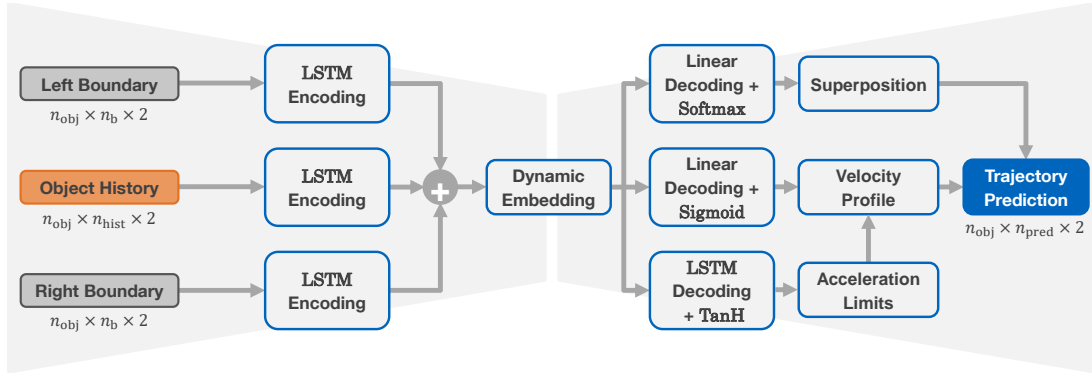 Left Boundary
n_obj × n_b × 2
Object History
n_obj × n_hist × 2
Right Boundary
n_obj × n_b × 2
LSTM
Encoding
LSTM
Encoding
LSTM
Encoding
+
Dynamic
Embedding
Linear
Decoding +
Softmax
Linear
Decoding +
Sigmoid
LSTM
Decoding
+ TanH
Superposition
Velocity
Profile
Acceleration
Limits
Trajectory
Prediction
n_obj × n_pred × 2